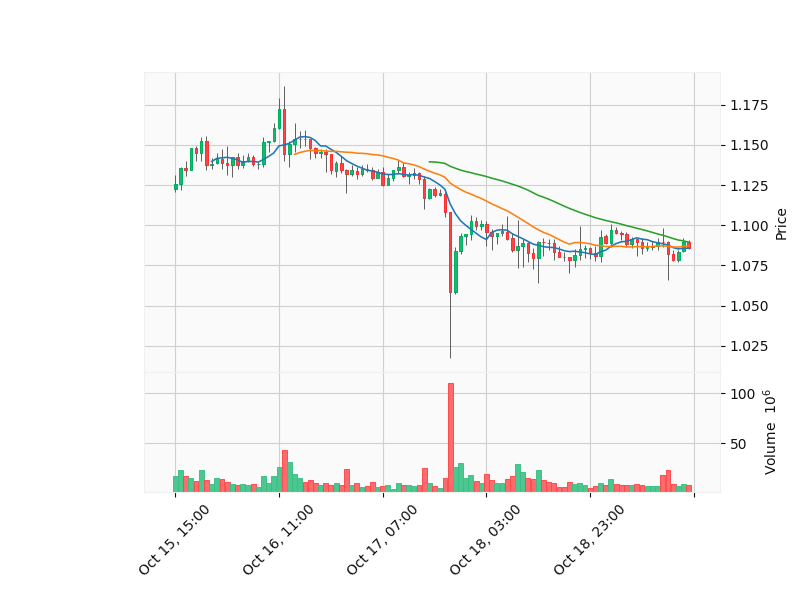 1.175
1.150
1.125
1.100
1.075
1.050
1.025
Price
100
50
Volume 10⁶
Oct 15, 15:00
Oct 16, 11:00
Oct 17, 07:00
Oct 18, 03:00
Oct 18, 23:00